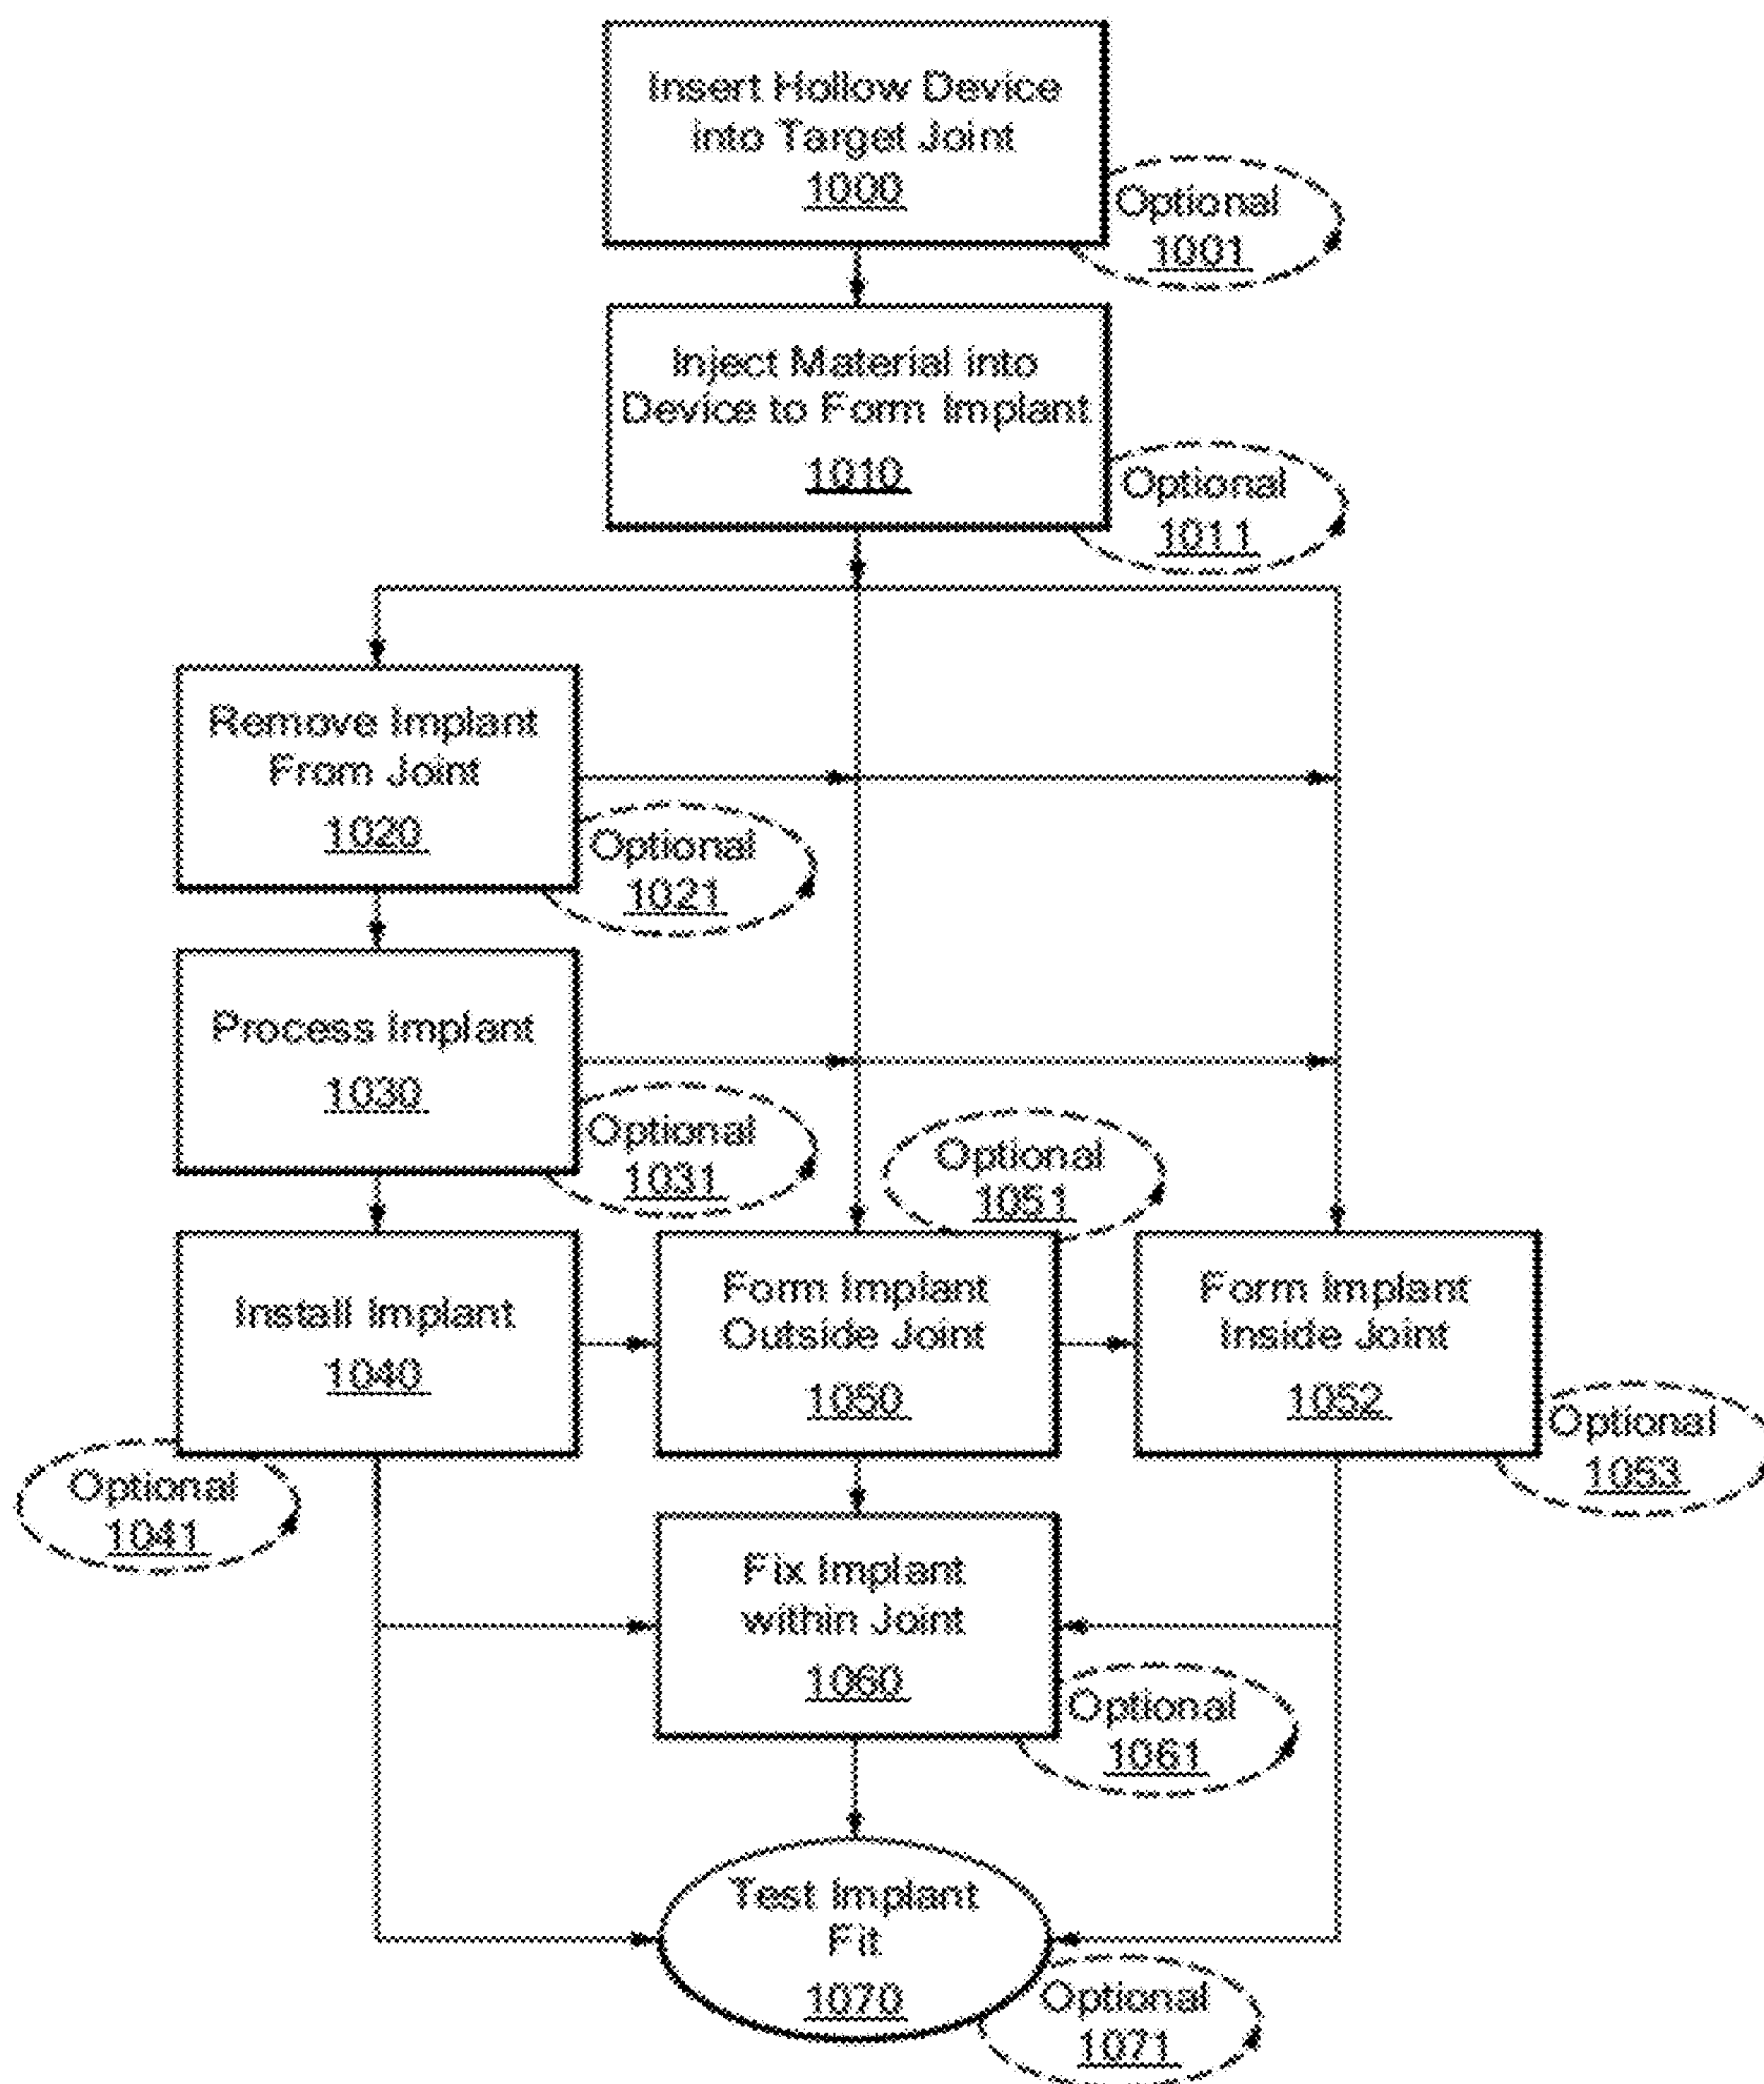 Insert Hollow Device
into Target Joint
1000
Optional
1001
Inject Material into
Device to Form Implant
1010
Optional
1011
Remove Implant
From Joint
1020
Optional
1021
Process Implant
1030
Optional
1031
Optional
1051
Install Implant
1040
Optional
1041
Form Implant
Outside Joint
1050
Form Implant
Inside Joint
1052
Optional
1053
Fix Implant
within Joint
1060
Optional
1061
Test Implant
Fit
1070
Optional
1071